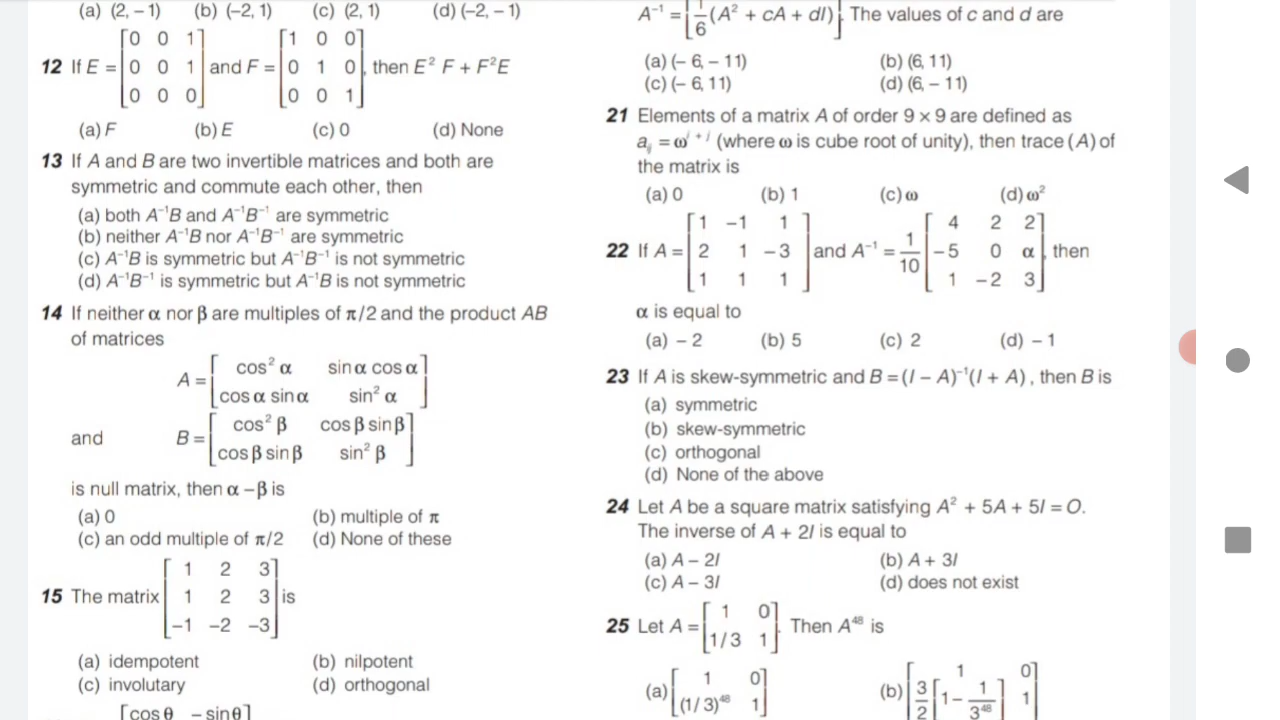 (a) (2, – 1) (b) (–2, 1) (c) (2, 1) (d) (–2, – 1)
12 If E = [0 0 1; 0 0 1; 0 0 0] and F = [1 0 0; 0 1 0; 0 0 1], then E² F + F²E
(a) F (b) E (c) 0 (d) None
13 If A and B are two invertible matrices and both are
symmetric and commute each other, then
(a) both A⁻¹B and A⁻¹B⁻¹ are symmetric
(b) neither A⁻¹B nor A⁻¹B⁻¹ are symmetric
(c) A⁻¹B is symmetric but A⁻¹B⁻¹ is not symmetric
(d) A⁻¹B⁻¹ is symmetric but A⁻¹B is not symmetric
14 If neither α nor β are multiples of π/2 and the product AB
of matrices
A = [cos² α sin α cos α; cos α sin α sin² α]
and B = [cos² β cos β sin β; cos β sin β sin² β]
is null matrix, then α – β is
(a) 0 (b) multiple of π
(c) an odd multiple of π/2 (d) None of these
15 The matrix [1 2 3; 1 2 3; –1 –2 –3] is
(a) idempotent (b) nilpotent
(c) involutary (d) orthogonal
[cos θ – sin θ]
A⁻¹ = [1/6 (A² + cA + dI)]. The values of c and d are
(a) (– 6, – 11) (b) (6, 11)
(c) (– 6, 11) (d) (6, – 11)
21 Elements of a matrix A of order 9 × 9 are defined as
aᵢⱼ = ωⁱ ⁺ ʲ (where ω is cube root of unity), then trace (A) of
the matrix is
(a) 0 (b) 1 (c) ω (d) ω²
22 If A = [1 –1 1; 2 1 –3; 1 1 1] and A⁻¹ = 1/10 [4 2 2; –5 0 α; 1 –2 3], then
α is equal to
(a) – 2 (b) 5 (c) 2 (d) – 1
23 If A is skew-symmetric and B = (I – A)⁻¹(I + A), then B is
(a) symmetric
(b) skew-symmetric
(c) orthogonal
(d) None of the above
24 Let A be a square matrix satisfying A² + 5A + 5I = O.
The inverse of A + 2I is equal to
(a) A – 2I (b) A + 3I
(c) A – 3I (d) does not exist
25 Let A = [1 0; 1/3 1]. Then A⁴⁸ is
(a) [1 0; (1/3)⁴⁸ 1] (b) [1 0; 3/2 [1 – 1/3⁴⁸] 1]